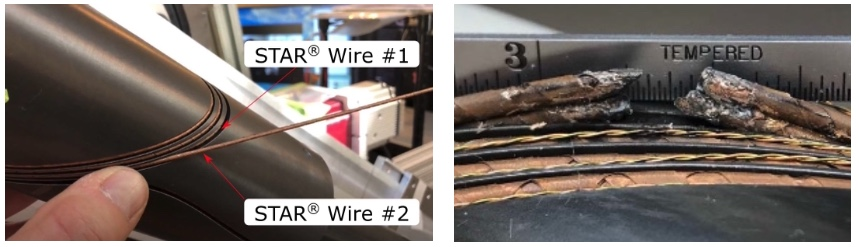 STAR® Wire #1
STAR® Wire #2
3
TEMPERED